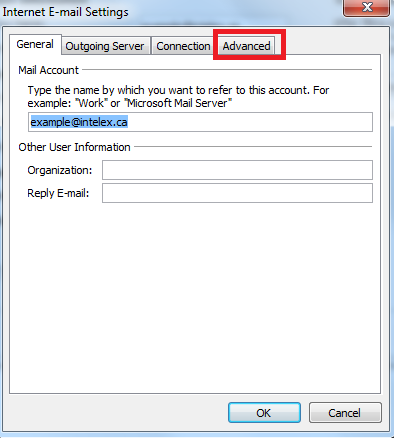 Internet E-mail Settings
General Outgoing Server Connection Advanced
Mail Account
Type the name by which you want to refer to this account. For
example: "Work" or "Microsoft Mail Server"
example@intelex.ca
Other User Information
Organization:
Reply E-mail:
OK Cancel